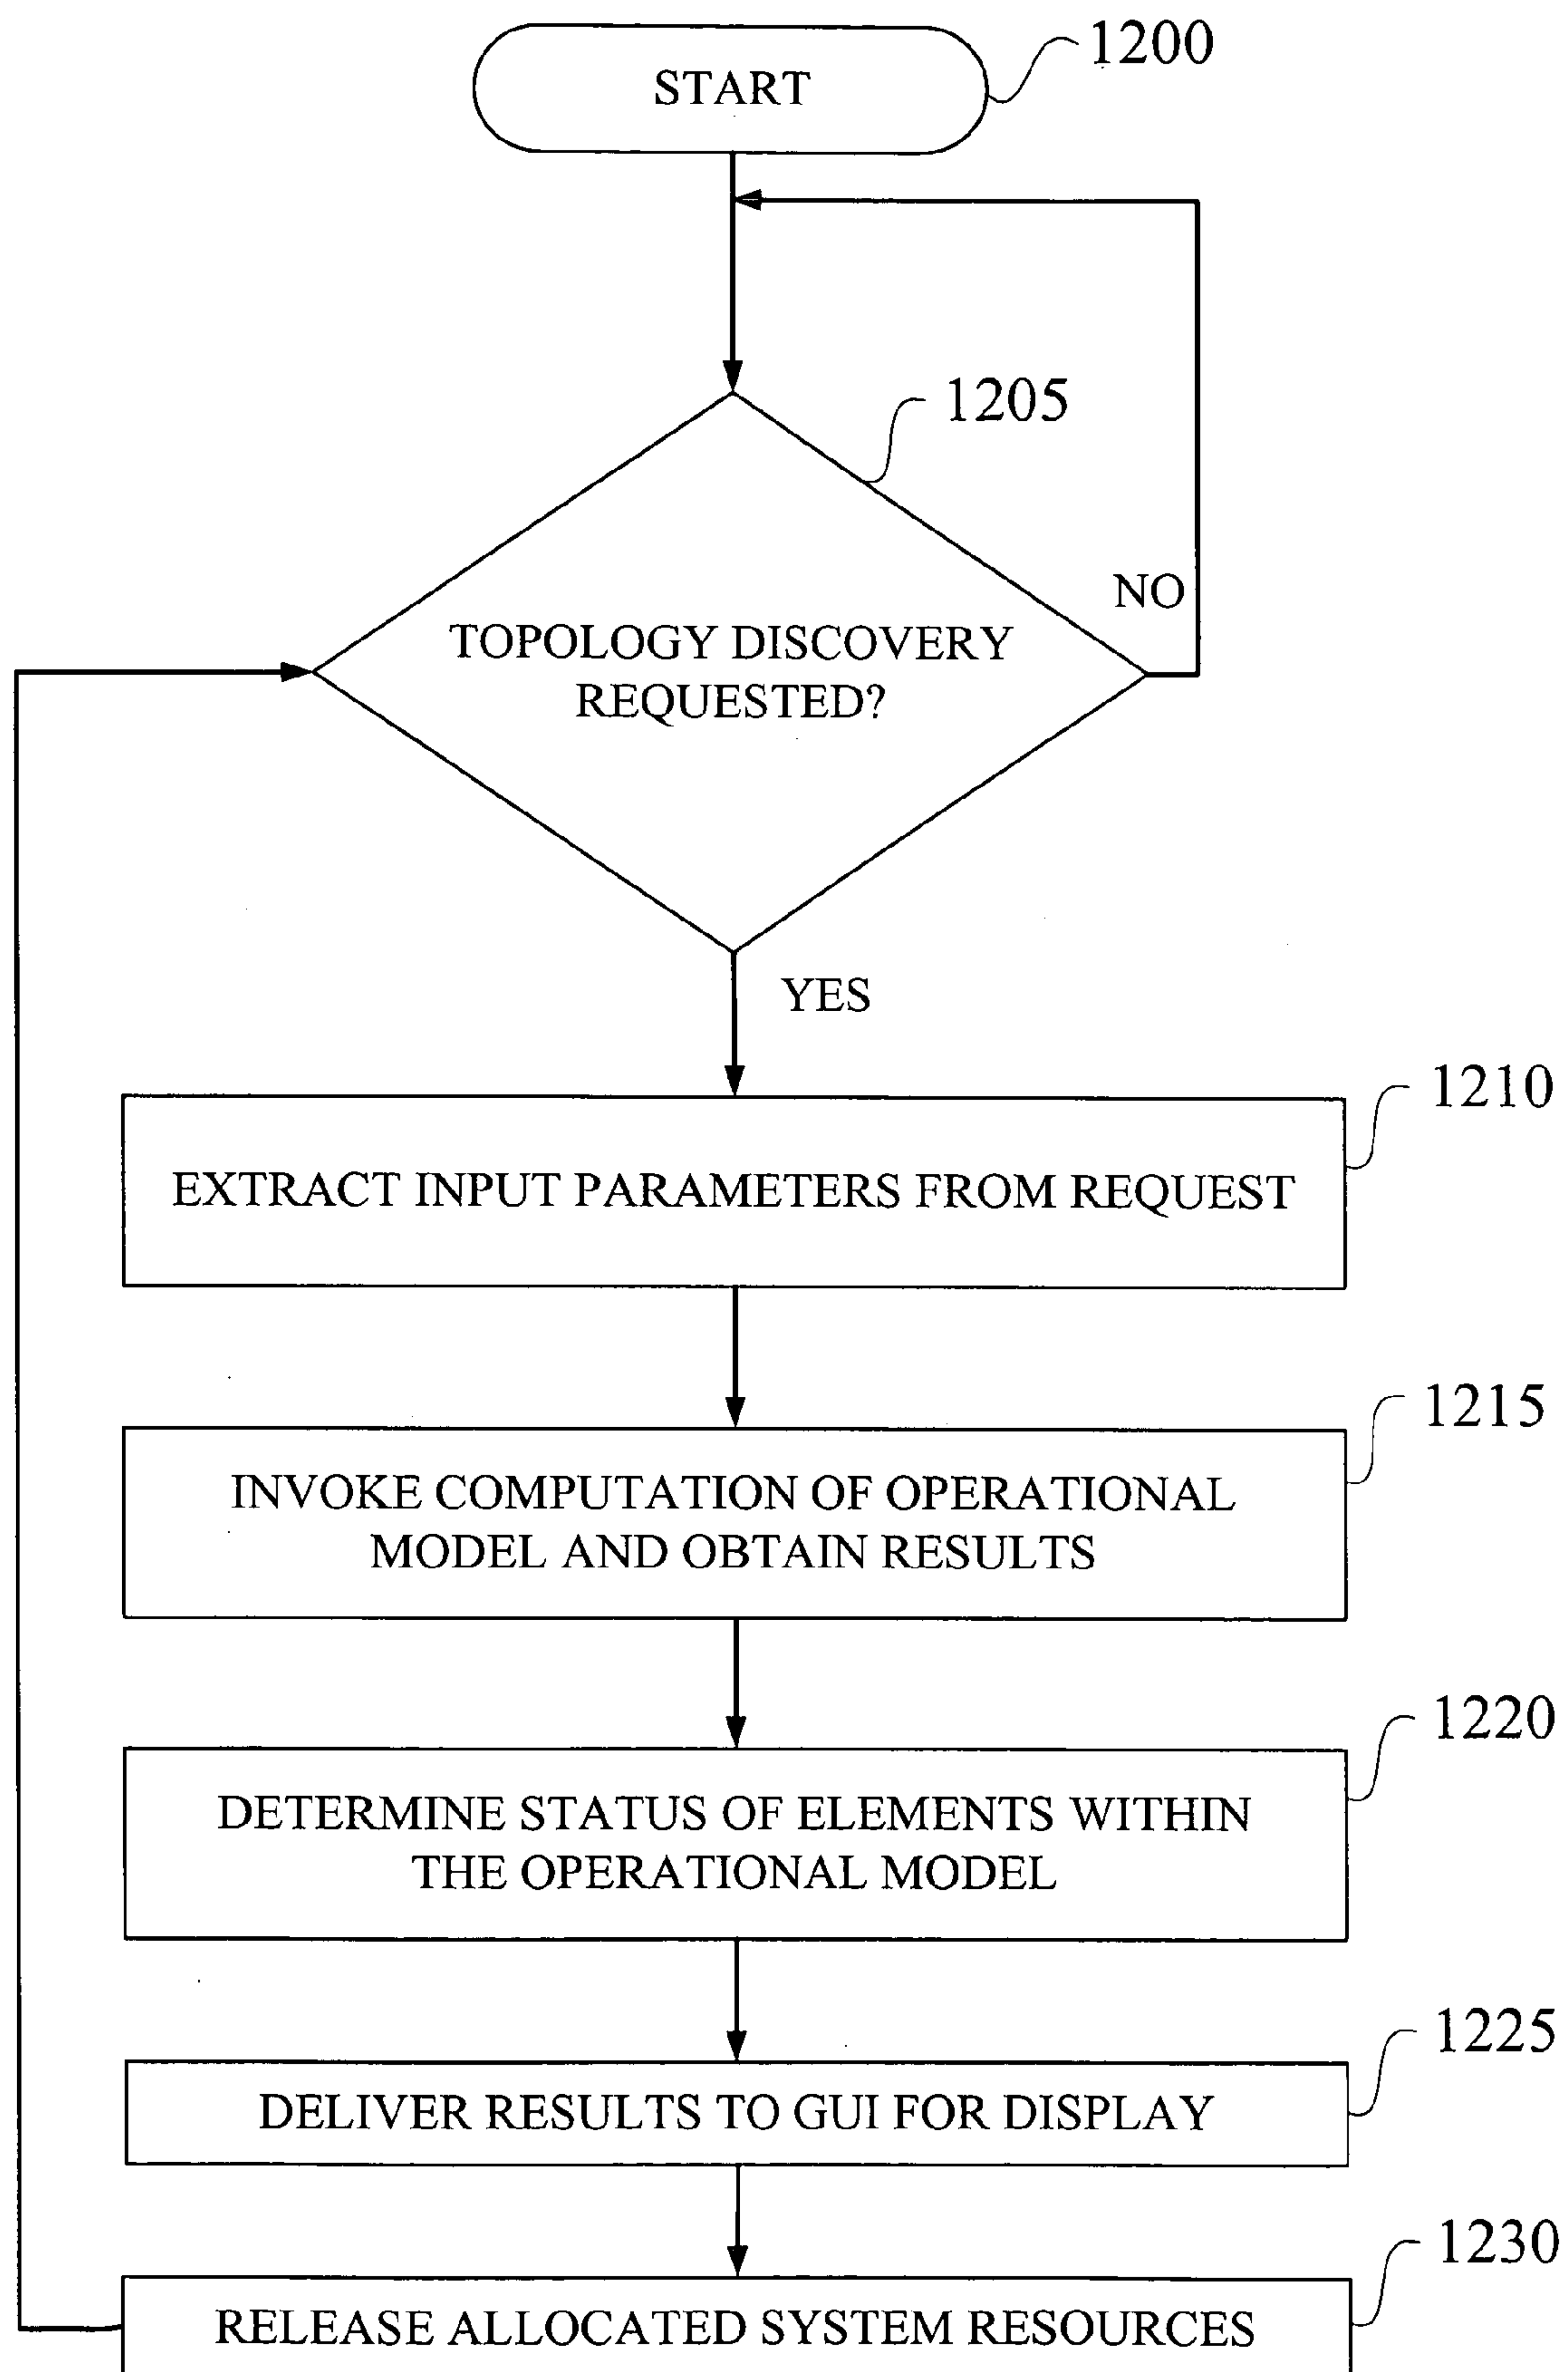 1200
START
1205
NO
TOPOLOGY DISCOVERY
REQUESTED?
YES
1210
EXTRACT INPUT PARAMETERS FROM REQUEST
1215
INVOKE COMPUTATION OF OPERATIONAL
MODEL AND OBTAIN RESULTS
1220
DETERMINE STATUS OF ELEMENTS WITHIN
THE OPERATIONAL MODEL
1225
DELIVER RESULTS TO GUI FOR DISPLAY
1230
RELEASE ALLOCATED SYSTEM RESOURCES